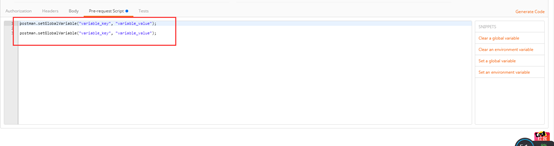 Authorization Headers Body Pre-request Script Tests Generate Code
postman.setGlobalVariable("variable_key", "variable_value");
postman.setGlobalVariable("variable_key", "variable_value");
SNIPPETS
Clear a global variable
Clear an environment variable
Set a global variable
Set an environment variable